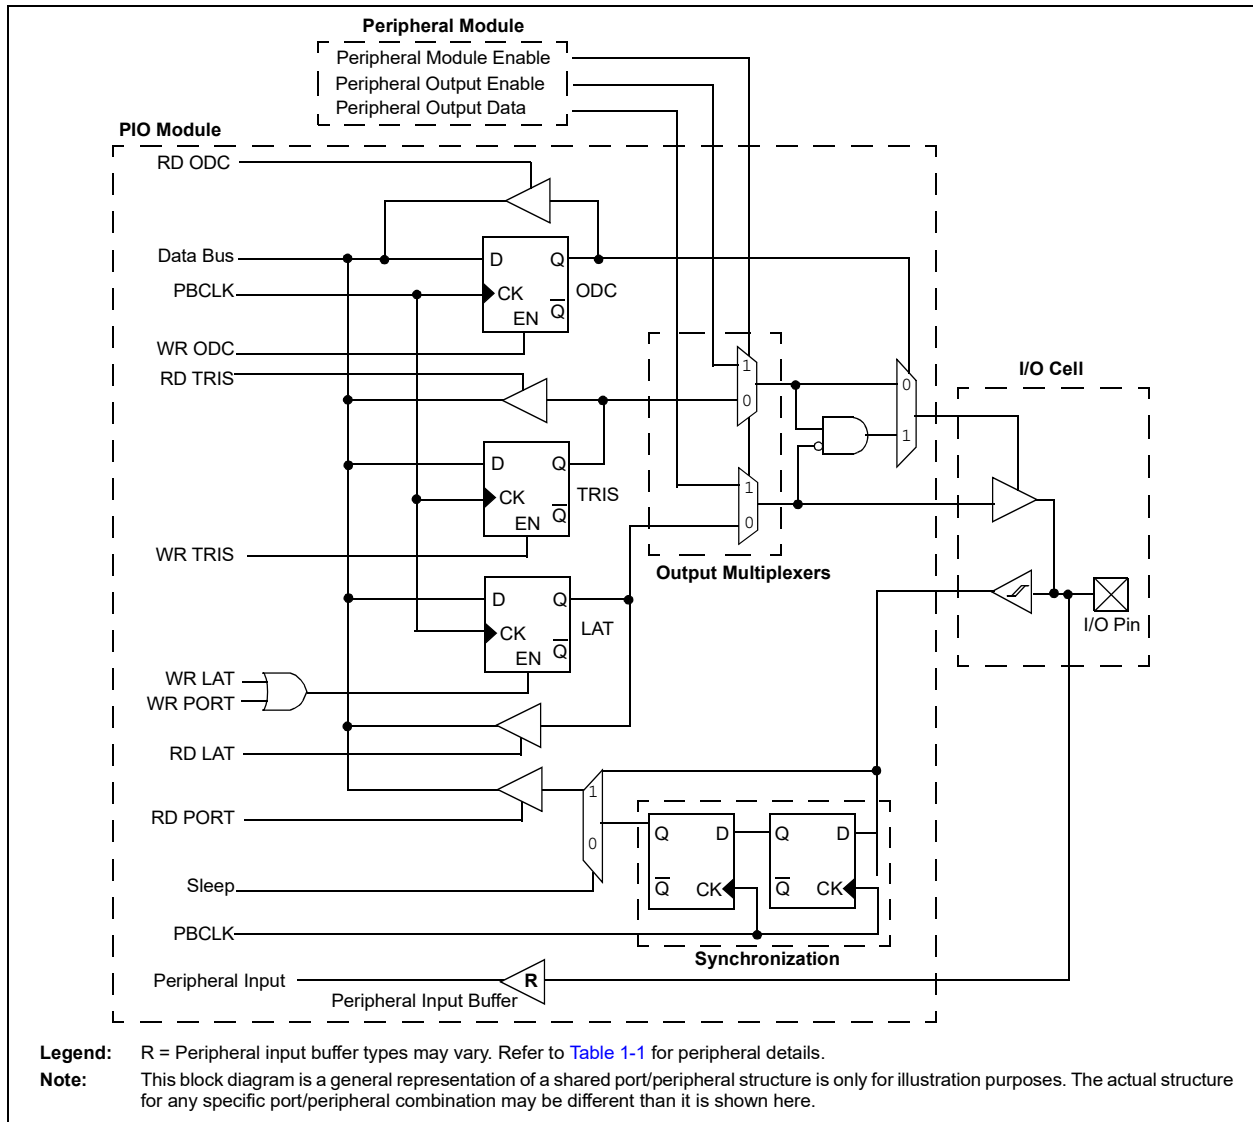 Peripheral Module
Peripheral Module Enable
Peripheral Output Enable
Peripheral Output Data
PIO Module
RD ODC
Data Bus
D Q
PBCLK
CK
ODC
Q
EN
WR ODC
RD TRIS
1
0
I/O Cell
0
1
D Q
CK
TRIS
Q
EN
1
0
WR TRIS
Output Multiplexers
D Q
CK
LAT
Q
EN
I/O Pin
WR LAT
WR PORT
RD LAT
1
RD PORT
0
Q D Q D
Sleep
Q CK Q CK
PBCLK
Synchronization
Peripheral Input
R
Peripheral Input Buffer
Legend: R = Peripheral input buffer types may vary. Refer to Table 1-1 for peripheral details.
Note: This block diagram is a general representation of a shared port/peripheral structure is only for illustration purposes. The actual structure
for any specific port/peripheral combination may be different than it is shown here.